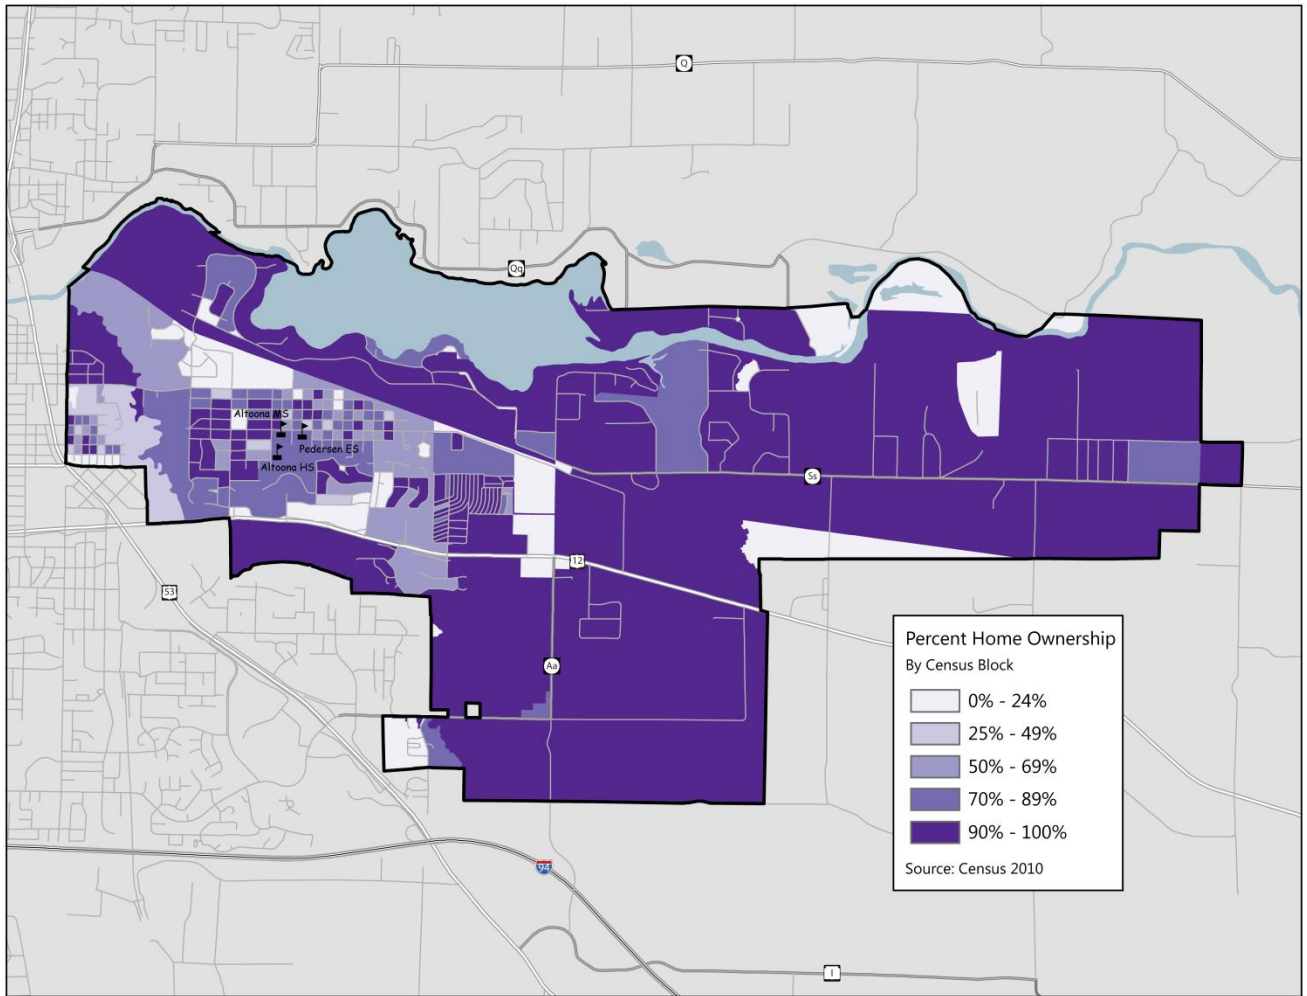 Q
Qq
Altoona MS
Pedersen ES
Altoona HS
Ss
12
53
Aa
Percent Home Ownership
By Census Block
0% - 24%
25% - 49%
50% - 69%
70% - 89%
90% - 100%
Source: Census 2010
94
I